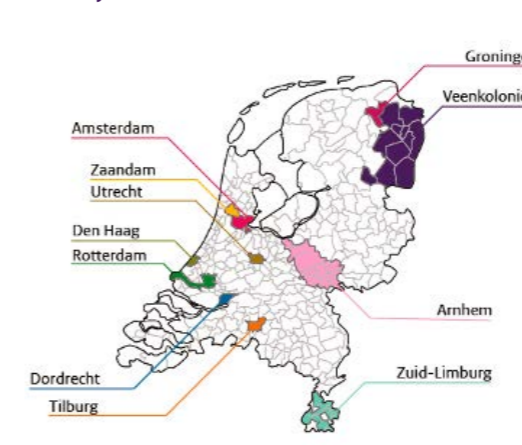 Groninge
Veenkolonie
Amsterdam
Zaandam
Utrecht
Den Haag
Rotterdam
Arnhem
Zuid-Limburg
Dordrecht
Tilburg